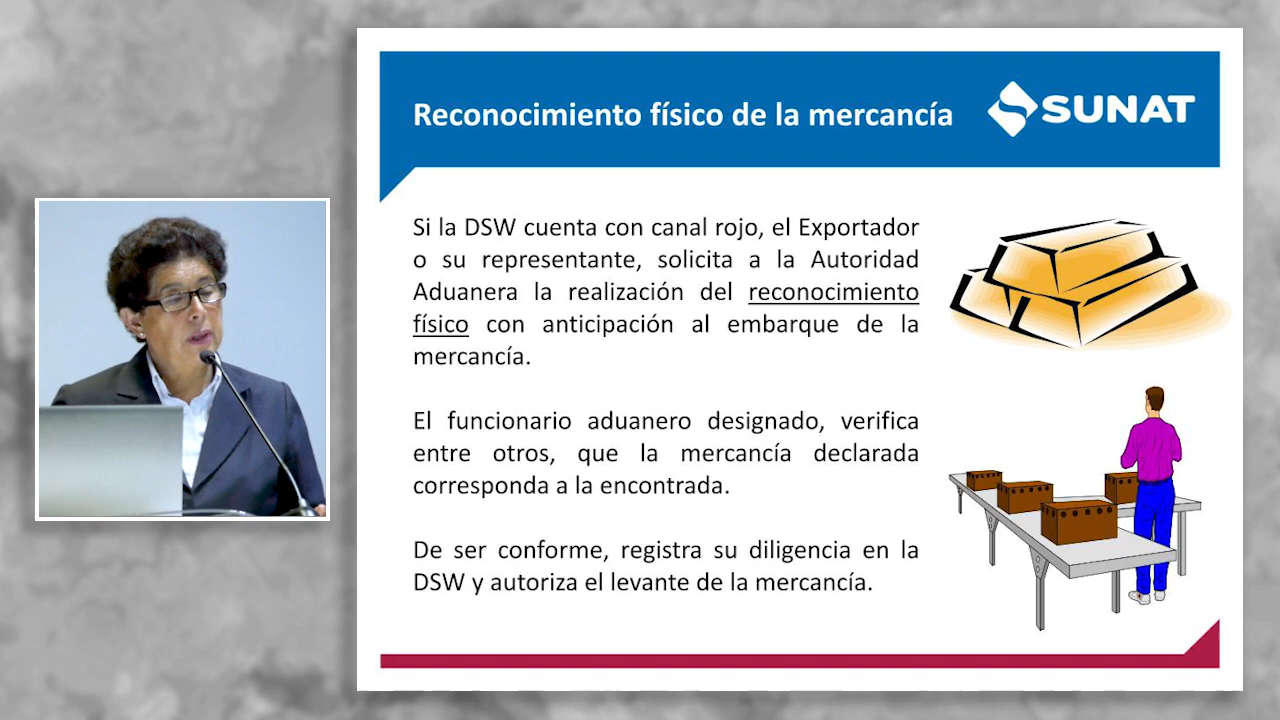 Reconocimiento físico de la mercancía
SUNAT
Si la DSW cuenta con canal rojo, el Exportador
o su representante, solicita a la Autoridad
Aduanera la realización del reconocimiento
físico con anticipación al embarque de la
mercancía.
El funcionario aduanero designado, verifica
entre otros, que la mercancía declarada
corresponda a la encontrada.
De ser conforme, registra su diligencia en la
DSW y autoriza el levante de la mercancía.